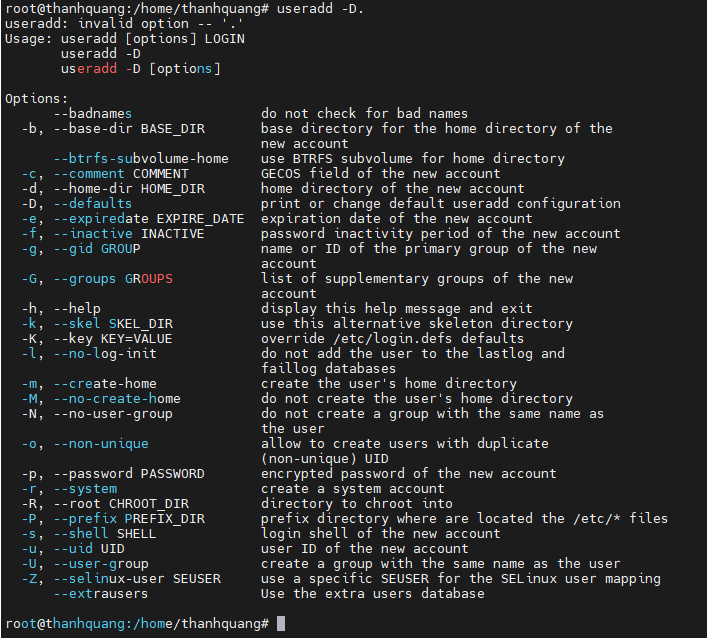 root@thanhquang:/home/thanhquang# useradd -D.
useradd: invalid option -- '.'
Usage: useradd [options] LOGIN
       useradd -D
       useradd -D [options]

Options:
      --badnames                do not check for bad names
  -b, --base-dir BASE_DIR       base directory for the home directory of the
                                new account
      --btrfs-subvolume-home    use BTRFS subvolume for home directory
  -c, --comment COMMENT         GECOS field of the new account
  -d, --home-dir HOME_DIR       home directory of the new account
  -D, --defaults                print or change default useradd configuration
  -e, --expiredate EXPIRE_DATE  expiration date of the new account
  -f, --inactive INACTIVE       password inactivity period of the new account
  -g, --gid GROUP               name or ID of the primary group of the new
                                account
  -G, --groups GROUPS           list of supplementary groups of the new
                                account
  -h, --help                    display this help message and exit
  -k, --skel SKEL_DIR           use this alternative skeleton directory
  -K, --key KEY=VALUE           override /etc/login.defs defaults
  -l, --no-log-init             do not add the user to the lastlog and
                                faillog databases
  -m, --create-home             create the user's home directory
  -M, --no-create-home          do not create the user's home directory
  -N, --no-user-group           do not create a group with the same name as
                                the user
  -o, --non-unique              allow to create users with duplicate
                                (non-unique) UID
  -p, --password PASSWORD       encrypted password of the new account
  -r, --system                  create a system account
  -R, --root CHROOT_DIR         directory to chroot into
  -P, --prefix PREFIX_DIR       prefix directory where are located the /etc/* files
  -s, --shell SHELL             login shell of the new account
  -u, --uid UID                 user ID of the new account
  -U, --user-group              create a group with the same name as the user
  -Z, --selinux-user SEUSER     use a specific SEUSER for the SELinux user mapping
      --extrausers              Use the extra users database

root@thanhquang:/home/thanhquang#